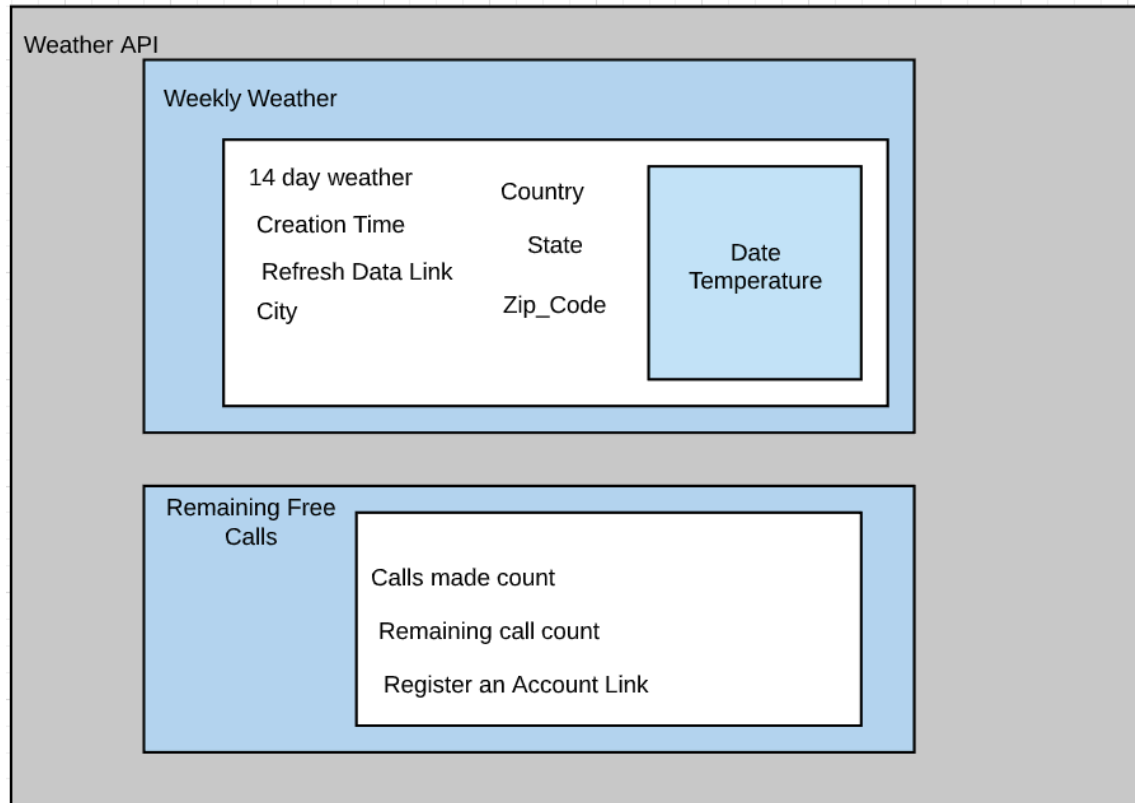 Weather API
Weekly Weather
14 day weather
Creation Time
Refresh Data Link
City
Country
State
Zip_Code
Date
Temperature
Remaining Free
Calls
Calls made count
Remaining call count
Register an Account Link